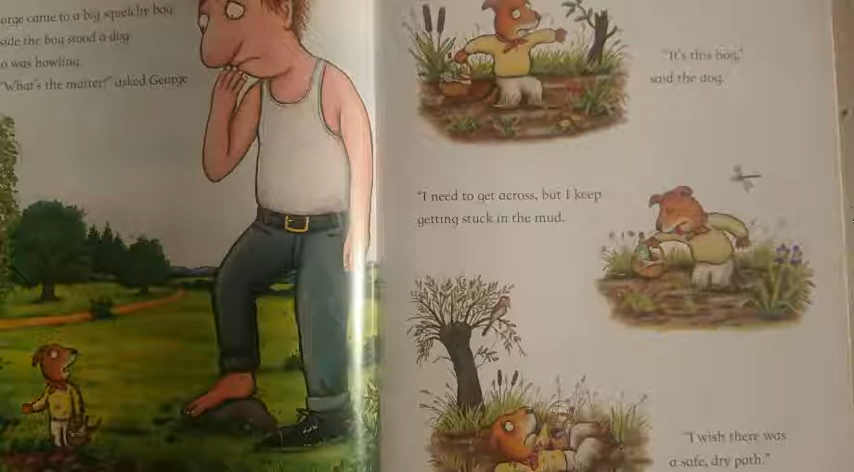 orge came to a big squelchy bog
side the bog stood a dog
o was howling.
"What's the matter?" asked George
"It's this bog,"
said the dog.
"I need to get across, but I keep
getting stuck in the mud.
"I wish there was
a safe, dry path."